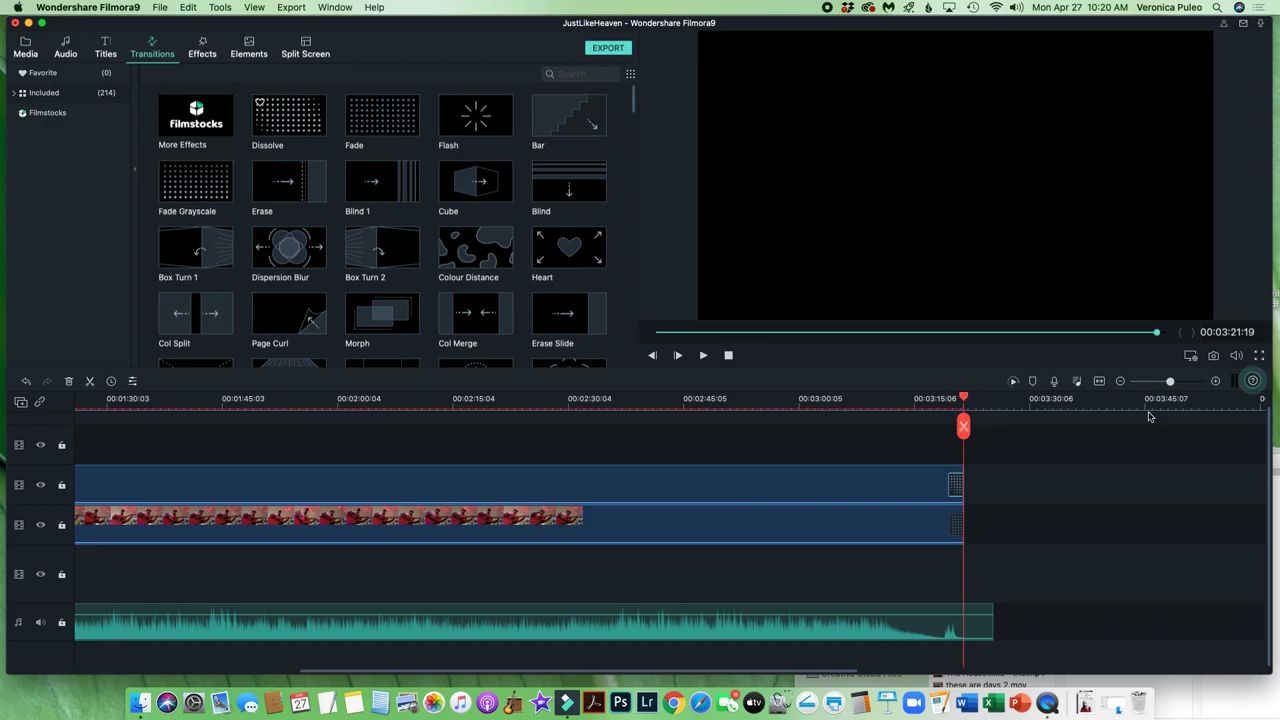 Wondershare Filmora9 File Edit View Tools Export Window Help Mon Apr 27 10:20 AM Veronica Puleo
JustLikeHeaven - Wondershare Filmora9
Media Audio Titles Transitions Effects Elements Split Screen EXPORT
Favorite (0)
Search
Included (214)
Filmstocks
filmstocks
More Effects Dissolve Fade Flash Bar
Fade Grayscale Erase Blind 1 Cube Blind
Box Turn 1 Dispersion Blur Box Turn 2 Colour Distance Heart
Col Split Page Curl Morph Col Merge Erase Slide
00:03:21:19
00:01:30:03 00:01:45:03 00:02:00:04 00:02:15:04 00:02:30:04 00:02:45:05 00:03:00:05 00:03:15:06 00:03:30:06 00:03:45:07
these are days 2.mov
27 Ps Lr